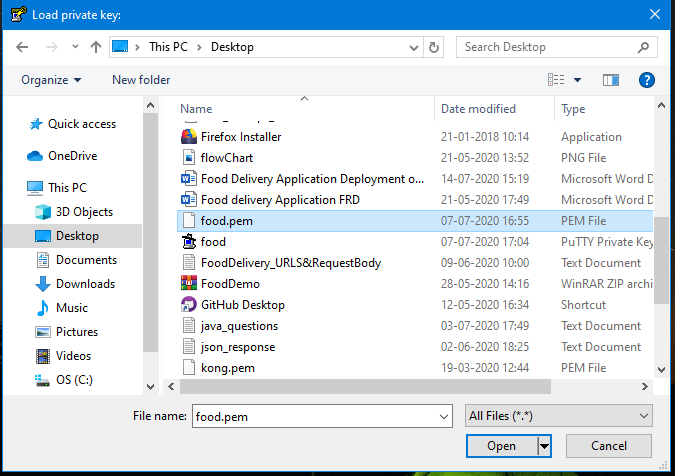 Load private key:
This PC Desktop
Search Desktop
Organize New folder
Name Date modified Type
Firefox Installer 21-01-2018 10:14 Application
flowChart 21-05-2020 13:52 PNG File
Food Delivery Application Deployment o... 14-07-2020 15:19 Microsoft Word D
Food delivery Application FRD 21-05-2020 17:49 Microsoft Word D
food.pem 07-07-2020 16:55 PEM File
food 07-07-2020 17:04 PuTTY Private Key
FoodDelivery_URLS&RequestBody 09-06-2020 10:00 Text Document
FoodDemo 28-05-2020 14:16 WinRAR ZIP archi
GitHub Desktop 12-05-2020 16:34 Shortcut
java_questions 03-07-2020 17:49 Text Document
json_response 02-06-2020 18:25 Text Document
kong.pem 19-03-2020 12:44 PEM File
Quick access
OneDrive
This PC
3D Objects
Desktop
Documents
Downloads
Music
Pictures
Videos
OS (C:)
File name: food.pem All Files (*.*)
Open Cancel